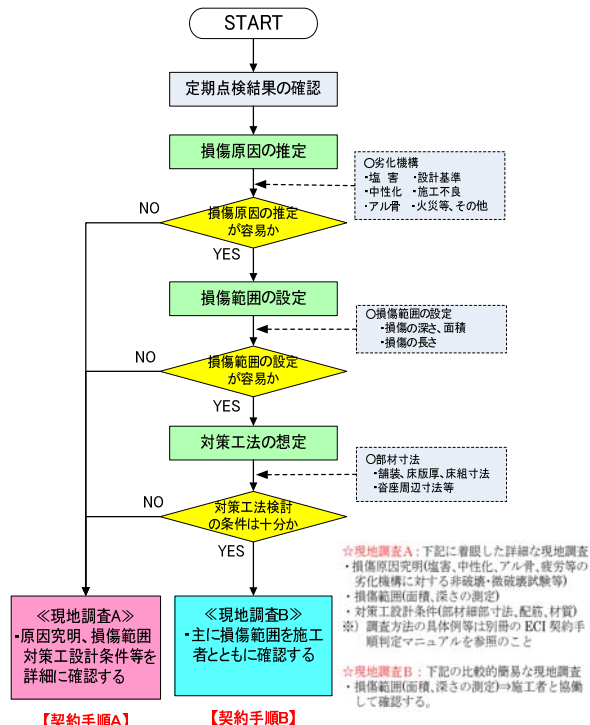 START
定期点検結果の確認
損傷原因の推定
○劣化機構
・塩 害 ・設計基準
・中性化 ・施工不良
・アル骨 ・火災等、その他
NO
損傷原因の推定
が容易か
YES
損傷範囲の設定
○損傷範囲の設定
・損傷の深さ、面積
・損傷の長さ
NO
損傷範囲の設定
が容易か
YES
対策工法の想定
○部材寸法
・舗装、床版厚、床組寸法
・沓座周辺寸法等
NO
対策工法検討
の条件は十分か
YES
≪現地調査A≫
・原因究明、損傷範囲
対策工設計条件等を
詳細に確認する
【契約手順A】
≪現地調査B≫
・主に損傷範囲を施工
者とともに確認する
【契約手順B】
☆現地調査A：下記に着眼した詳細な現地調査
・損傷原因究明(塩害、中性化、アル骨、疲労等の
劣化機構に対する非破壊・微破壊試験等)
・損傷範囲(面積、深さの測定)
・対策工設計条件(部材細部寸法、配筋、材質)
※）調査方法の具体例等は別冊の ECI 契約手
順判定マニュアルを参照のこと
☆現地調査B：下記の比較的簡易な現地調査
・損傷範囲(面積、深さの測定)⇒施工者と協働
して確認する。